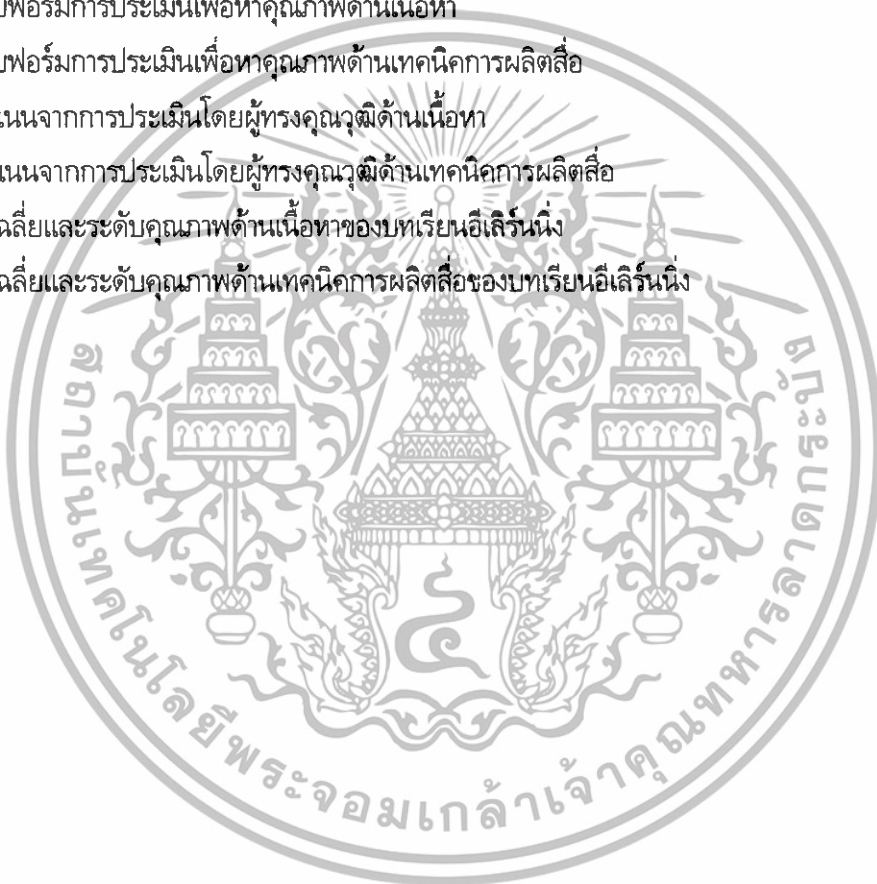 บฟอร์มการประเมินเพื่อหาคุณภาพด้านเนื้อหา
บฟอร์มการประเมินเพื่อหาคุณภาพด้านเทคนิคการผลิตสื่อ
นนจากการประเมินโดยผู้ทรงคุณวุฒิด้านเนื้อหา
แนนจากการประเมินโดยผู้ทรงคุณวุฒิด้านเทคนิคการผลิตสื่อ
ฉลี่ยและระดับคุณภาพด้านเนื้อหาของบทเรียนอีเลิร์นนิ่ง
ฉลี่ยและระดับคุณภาพด้านเทคนิคการผลิตสื่อของบทเรียนอีเลิร์นนิ่ง
สถาบันเทคโนโลยีพระจอมเกล้าเจ้าคุณทหารลาดกระบัง
๔